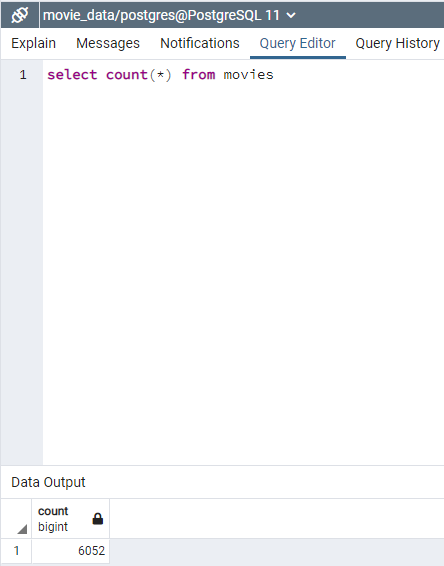 movie_data/postgres@PostgreSQL 11
Explain Messages Notifications Query Editor Query History
1 select count(*) from movies
Data Output
count
bigint
1 6052